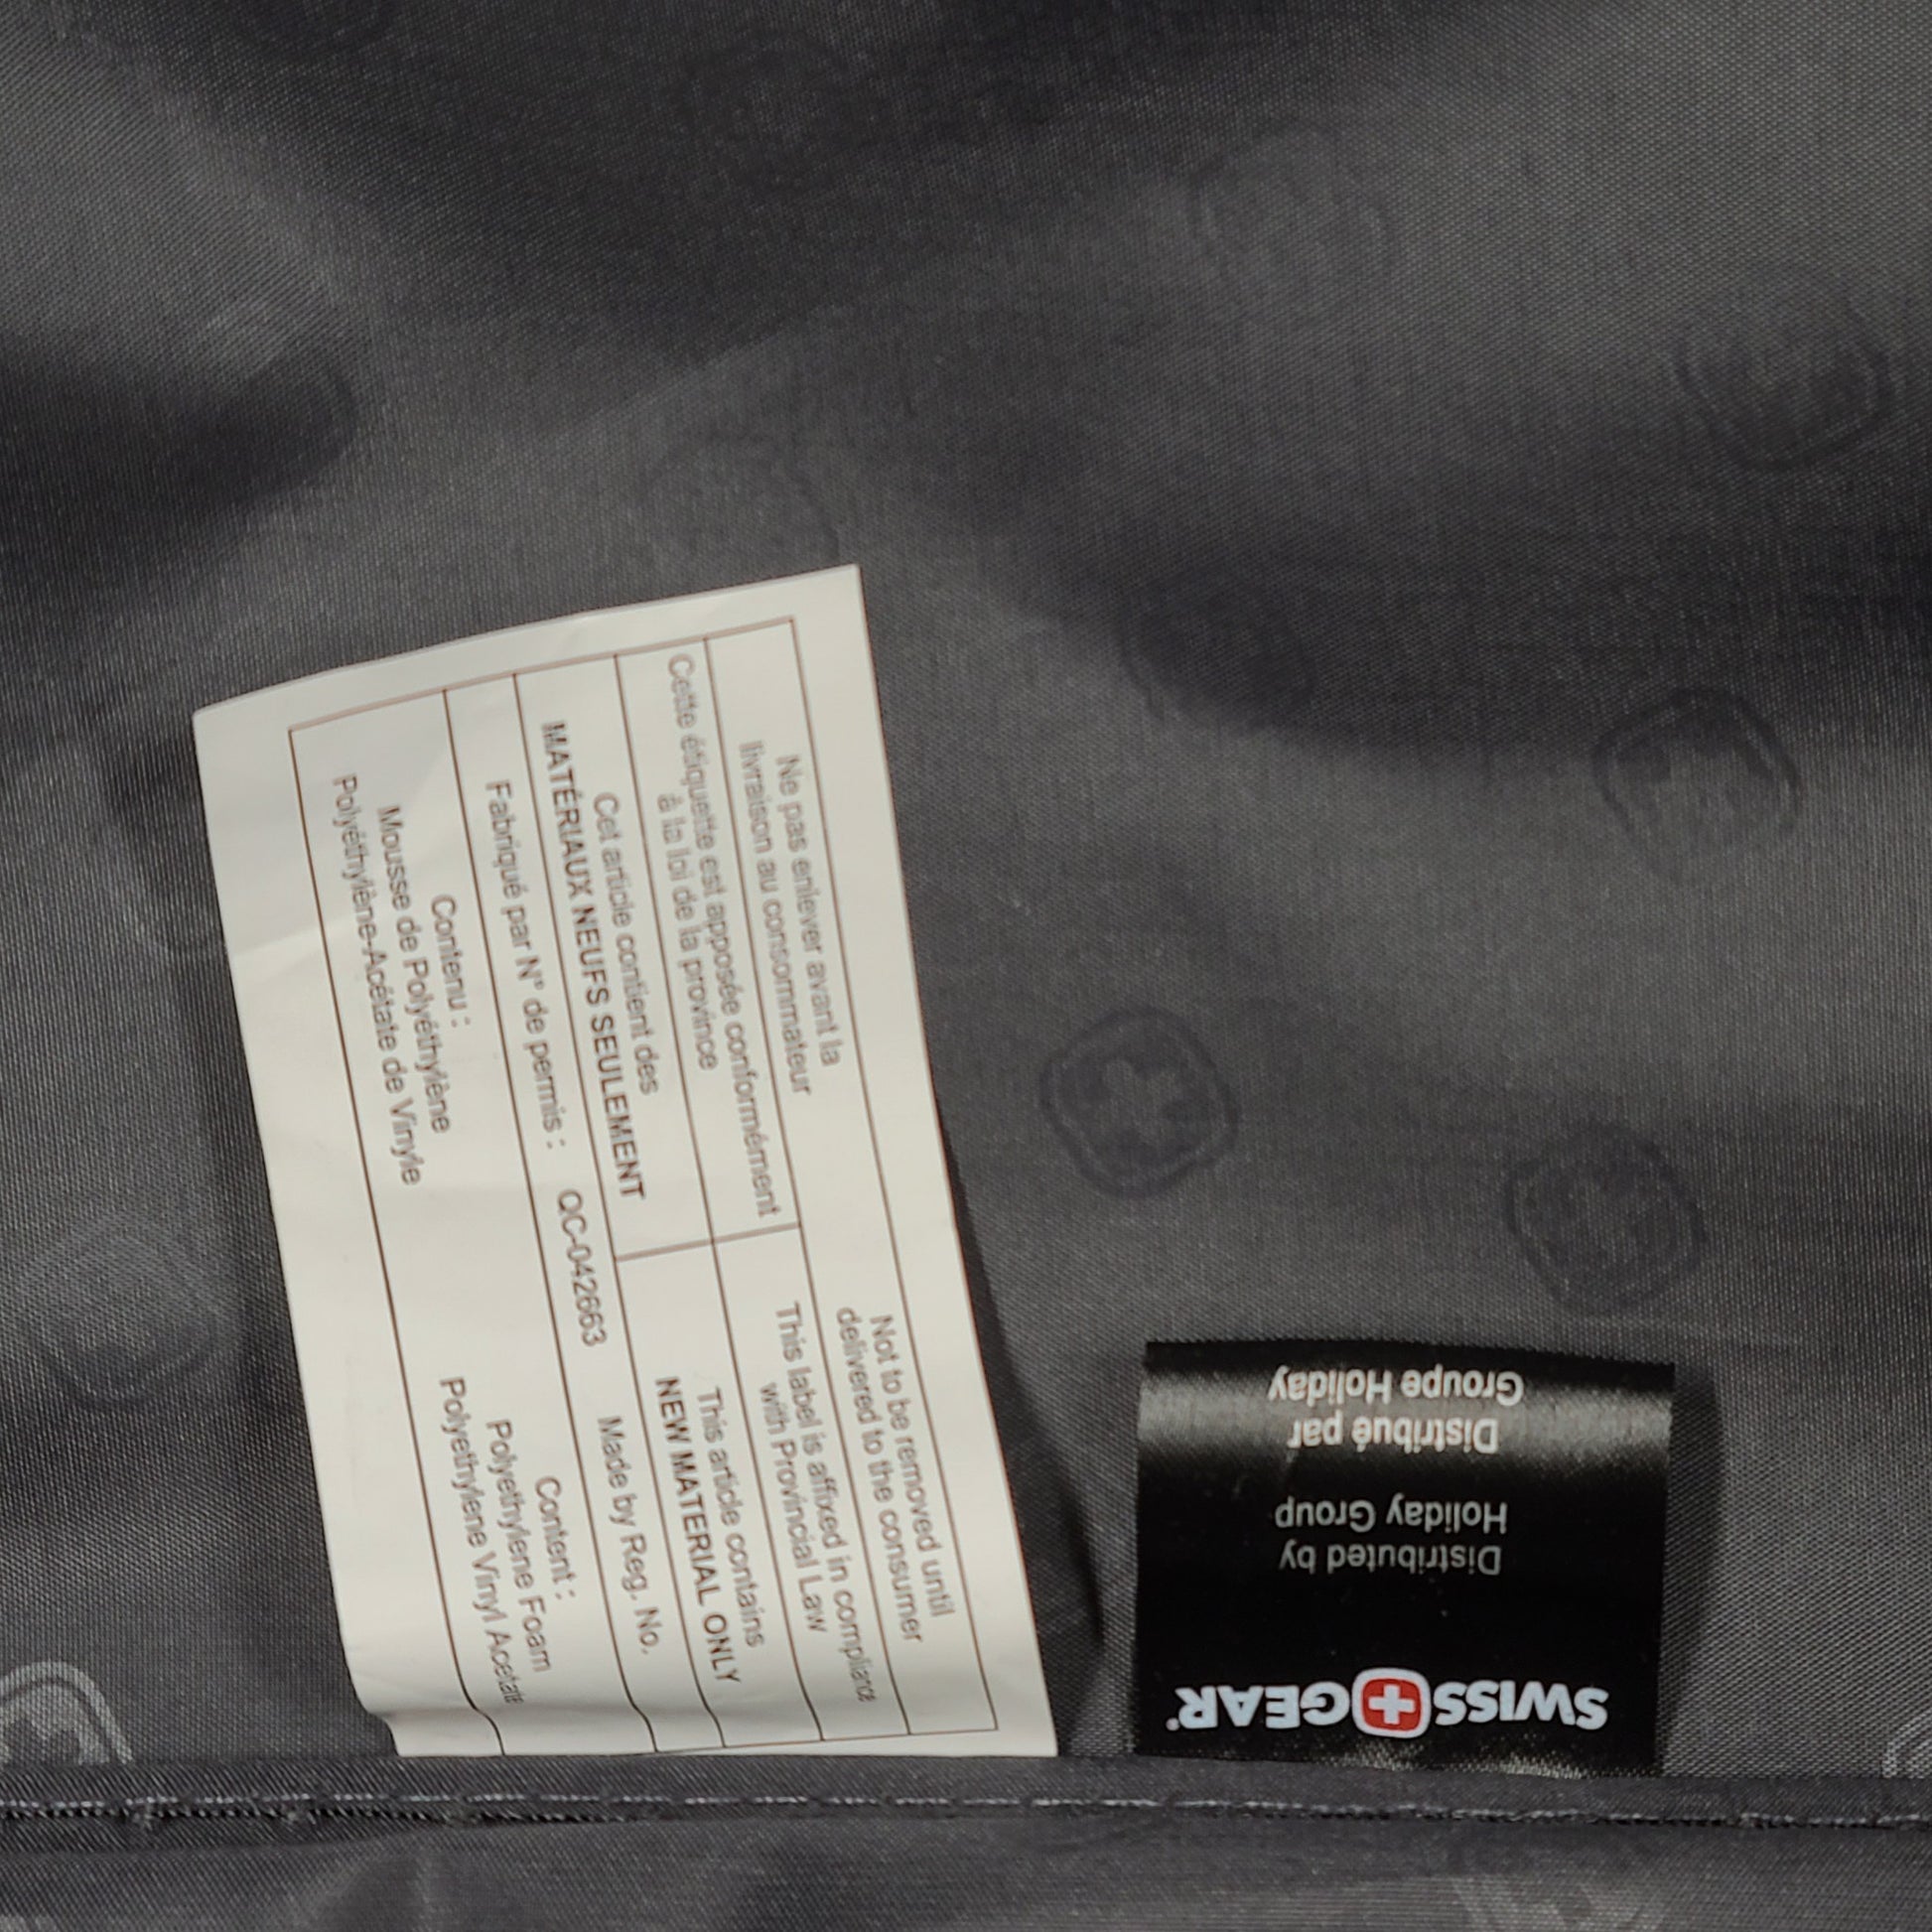 Ne pas enlever avant la
livraison au consommateur
Not to be removed until
delivered to the consumer
Cette étiquette est apposée conformément
à la loi de la province
This label is affixed in compliance
with Provincial Law
Cet article contient des
MATÉRIAUX NEUFS SEULEMENT
This article contains
NEW MATERIAL ONLY
Fabriqué par N° de permis : QC-042663 Made by Reg. No.
Contenu :
Mousse de Polyéthylène
Polyéthylène-Acétate de Vinyle
Content :
Polyethylene Foam
Polyethylene Vinyl Acetate
SWISSGEAR®
Distributed by
Holiday Group
Distribué par
Groupe Holiday